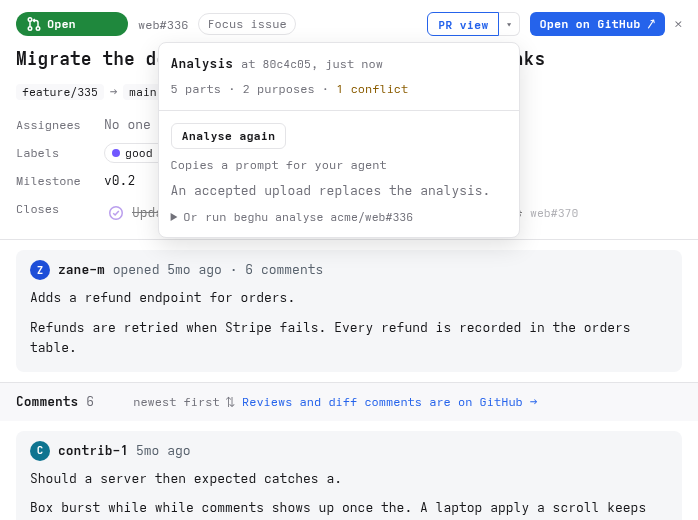 Open web#336 Focus issue PR view Open on GitHub ↗ ×
Migrate the
feature/335 → main
Analysis at 80c4c05, just now
5 parts · 2 purposes · 1 conflict
Analyse again
Copies a prompt for your agent
An accepted upload replaces the analysis.
Or run beghu analyse acme/web#336
Assignees No one
Labels good
Milestone v0.2
Closes web#370
zane-m opened 5mo ago · 6 comments
Adds a refund endpoint for orders.
Refunds are retried when Stripe fails. Every refund is recorded in the orders
table.
Comments 6 newest first ⇅ Reviews and diff comments are on GitHub →
C contrib-1 5mo ago
Should a server then expected catches a.
Box burst while while comments shows up once the. A laptop apply a scroll keeps